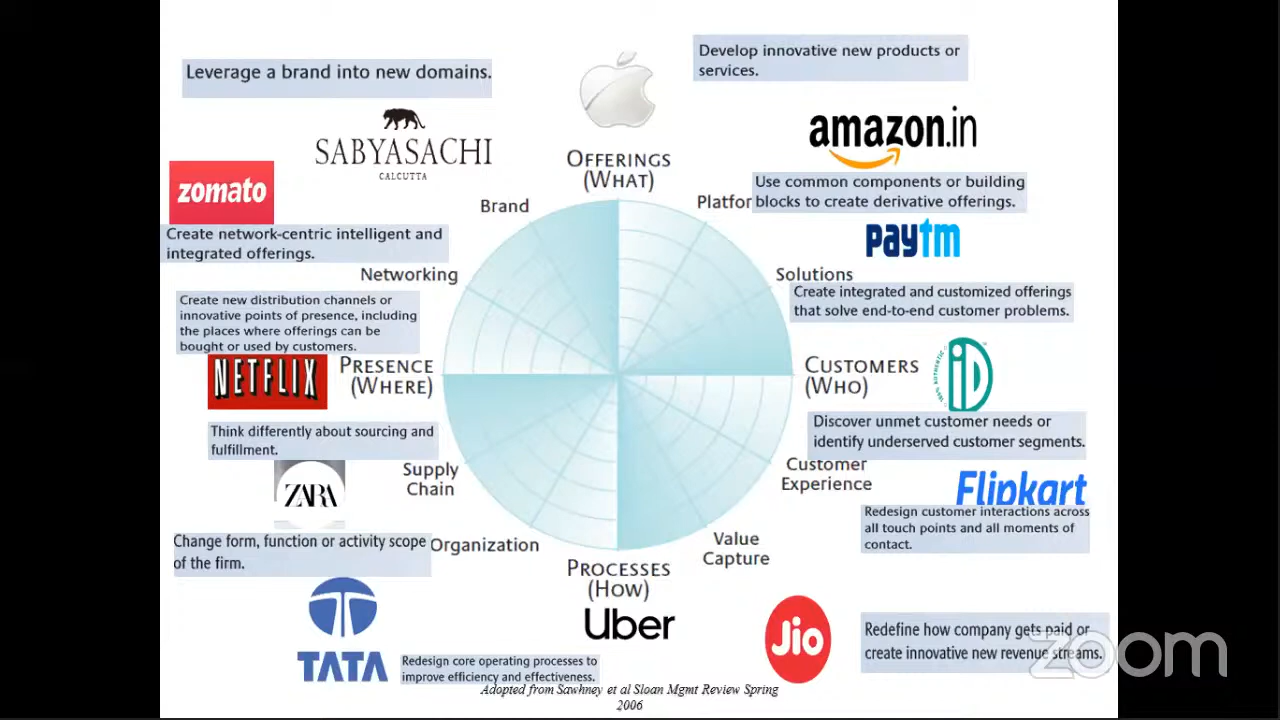 Leverage a brand into new domains.
Develop innovative new products or
services.
SABYASACHI
CALCUTTA
amazon.in
OFFERINGS
(WHAT)
zomato
Use common components or building
blocks to create derivative offerings.
Brand
Platfor
paytm
Create network-centric intelligent and
integrated offerings.
Networking
Solutions
Create integrated and customized offerings
that solve end-to-end customer problems.
Create new distribution channels or
innovative points of presence, including
the places where offerings can be
bought or used by customers.
NETFLIX
PRESENCE
(WHERE)
CUSTOMERS
(WHO)
iD
100% AUTHENTIC
Discover unmet customer needs or
identify underserved customer segments.
Think differently about sourcing and
fulfillment.
ZARA
Supply
Chain
Customer
Experience
Flipkart
Redesign customer interactions across
all touch points and all moments of
contact.
Change form, function or activity scope
of the firm.
Organization
Value
Capture
PROCESSES
(HOW)
Uber
TATA
Jio
Redefine how company gets paid or
create innovative new revenue streams.
Redesign core operating processes to
improve efficiency and effectiveness.
Adopted from Sawhney et al Sloan Mgmt Review Spring
2006
zoom